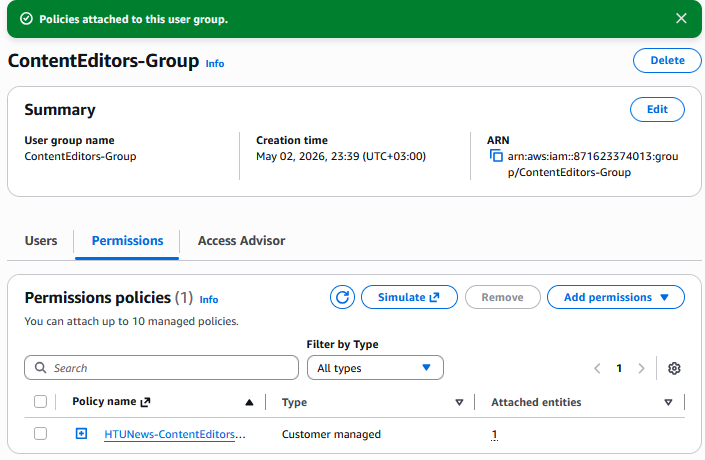 Policies attached to this user group.
ContentEditors-Group Info
Delete
Summary
Edit
User group name
ContentEditors-Group
Creation time
May 02, 2026, 23:39 (UTC+03:00)
ARN
arn:aws:iam::871623374013:grou
p/ContentEditors-Group
Users
Permissions
Access Advisor
Permissions policies (1) Info
Simulate
Remove
Add permissions
You can attach up to 10 managed policies.
Filter by Type
Search
All types
1
Policy name
Type
Attached entities
HTUNews-ContentEditors...
Customer managed
1